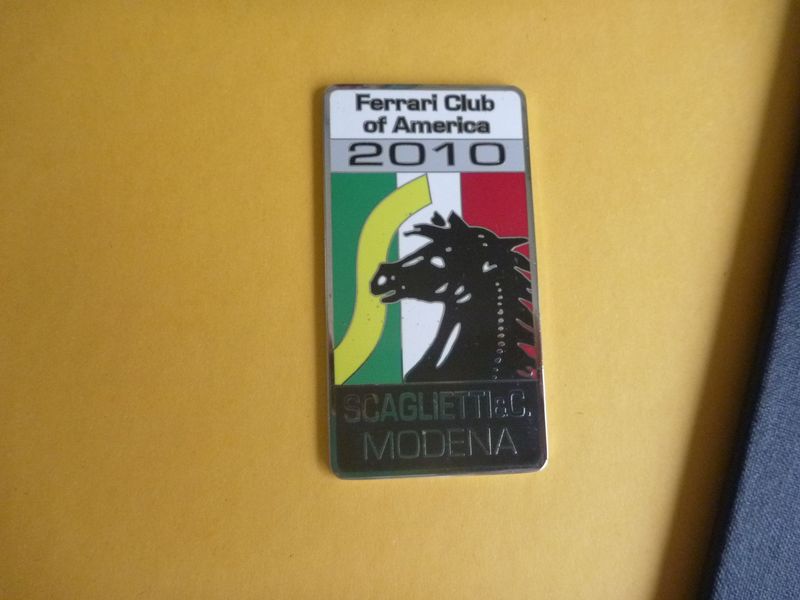 Ferrari Club
of America
2010
SCAGLIETTI&C.
MODENA